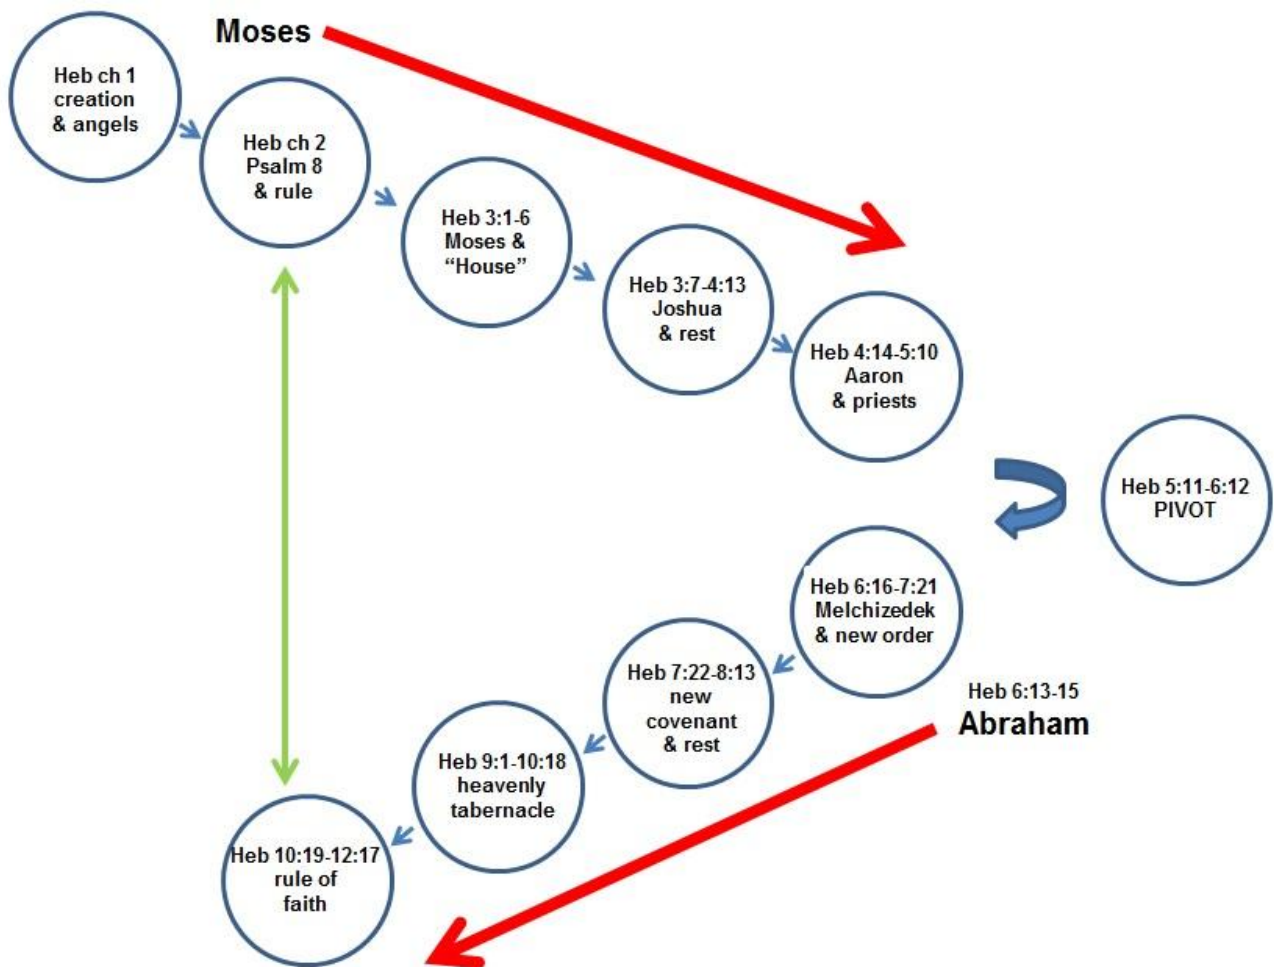 Moses
Heb ch 1
creation
& angels
Heb ch 2
Psalm 8
& rule
Heb 3:1-6
Moses &
“House”
Heb 3:7-4:13
Joshua
& rest
Heb 4:14-5:10
Aaron
& priests
Heb 5:11-6:12
PIVOT
Heb 6:13-15
Abraham
Heb 6:16-7:21
Melchizedek
& new order
Heb 7:22-8:13
new
covenant
& rest
Heb 9:1-10:18
heavenly
tabernacle
Heb 10:19-12:17
rule of
faith